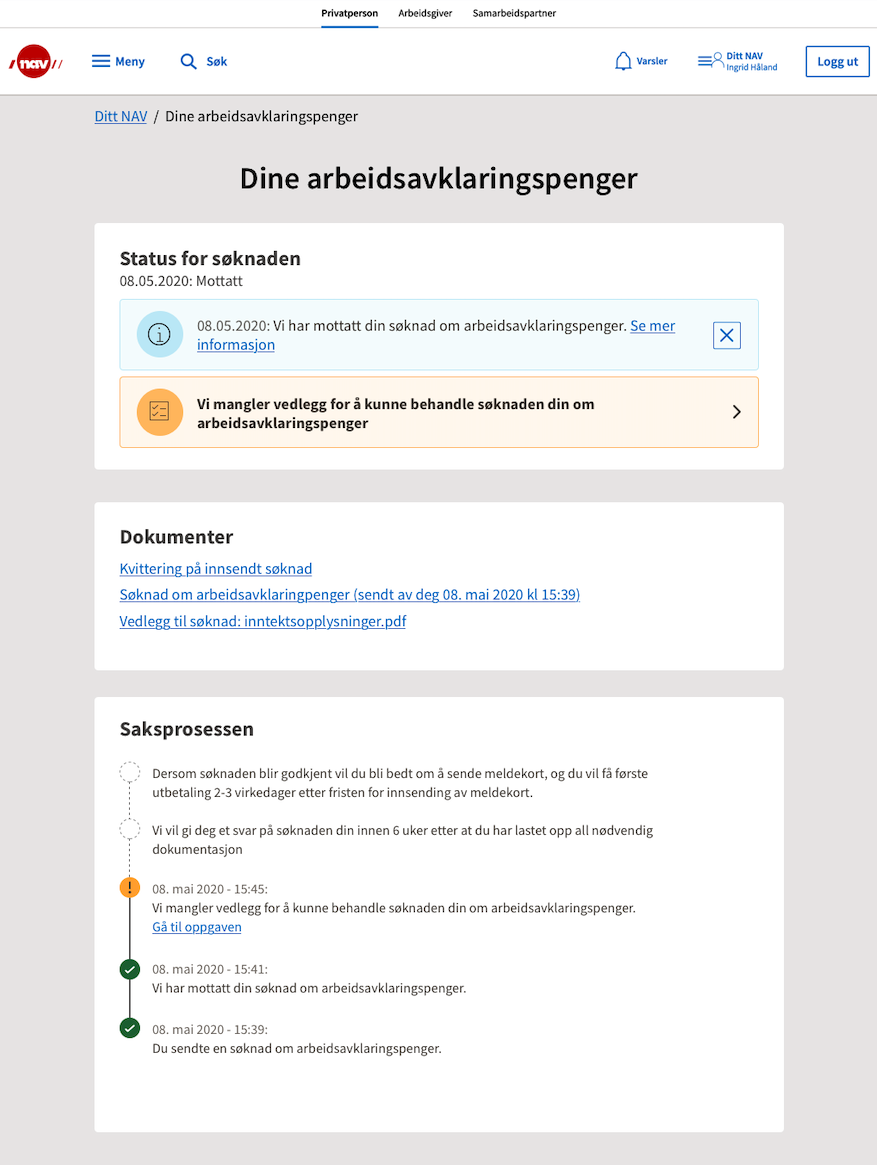 Privatperson Arbeidsgiver Samarbeidspartner
nav Meny Søk Varsler Ditt NAV Logg ut
Ingrid Håland
Ditt NAV / Dine arbeidsavklaringspenger
Dine arbeidsavklaringspenger
Status for søknaden
08.05.2020: Mottatt
08.05.2020: Vi har mottatt din søknad om arbeidsavklaringspenger. Se mer
informasjon
Vi mangler vedlegg for å kunne behandle søknaden din om
arbeidsavklaringspenger
Dokumenter
Kvittering på innsendt søknad
Søknad om arbeidsavklaringpenger (sendt av deg 08. mai 2020 kl 15:39)
Vedlegg til søknad: inntektsopplysninger.pdf
Saksprosessen
Dersom søknaden blir godkjent vil du bli bedt om å sende meldekort, og du vil få første
utbetaling 2-3 virkedager etter fristen for innsending av meldekort.
Vi vil gi deg et svar på søknaden din innen 6 uker etter at du har lastet opp all nødvendig
dokumentasjon
08. mai 2020 - 15:45:
Vi mangler vedlegg for å kunne behandle søknaden din om arbeidsavklaringspenger.
Gå til oppgaven
08. mai 2020 - 15:41:
Vi har mottatt din søknad om arbeidsavklaringspenger.
08. mai 2020 - 15:39:
Du sendte en søknad om arbeidsavklaringspenger.